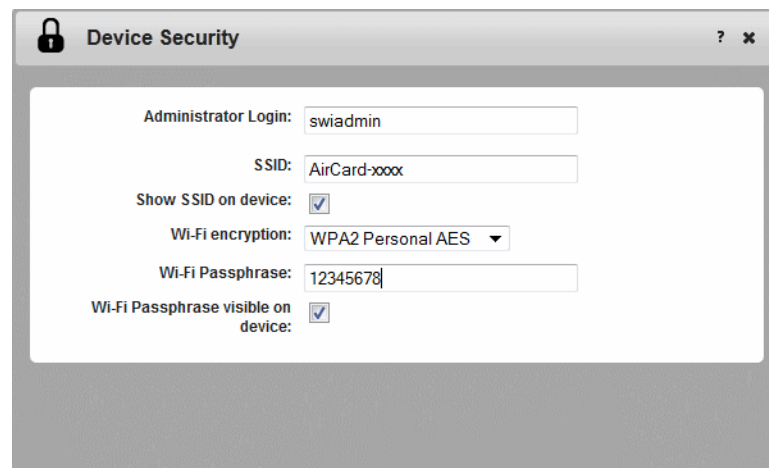 Device Security ? ✖
Administrator Login: swiadmin
SSID: AirCard-xxxx
Show SSID on device:
Wi-Fi encryption: WPA2 Personal AES
Wi-Fi Passphrase: 12345678
Wi-Fi Passphrase visible on
device: